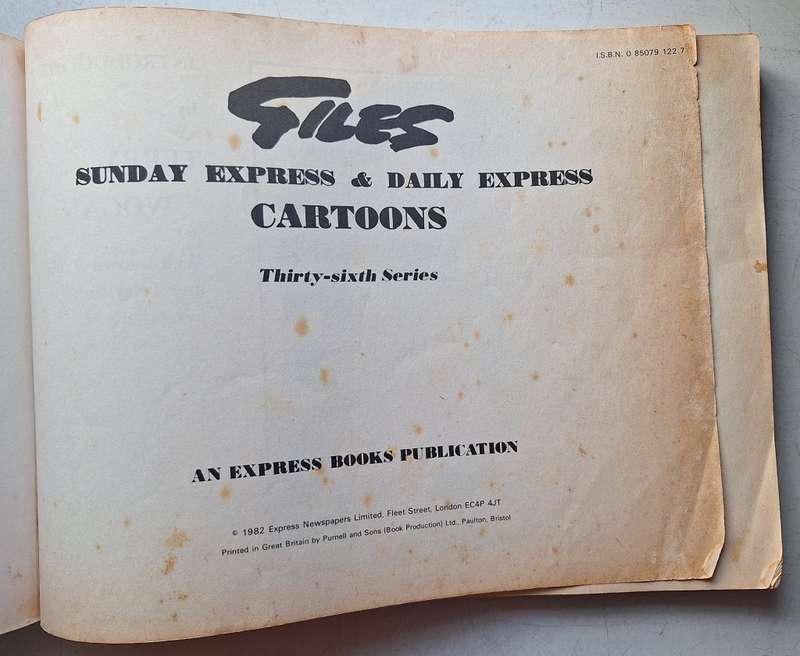 I.S.B.N. 0 85079 122 7
GILES
SUNDAY EXPRESS & DAILY EXPRESS
CARTOONS
Thirty-sixth Series
AN EXPRESS BOOKS PUBLICATION
© 1982 Express Newspapers Limited, Fleet Street, London EC4P 4JT
Printed in Great Britain by Purnell and Sons (Book Production) Ltd., Paulton, Bristol